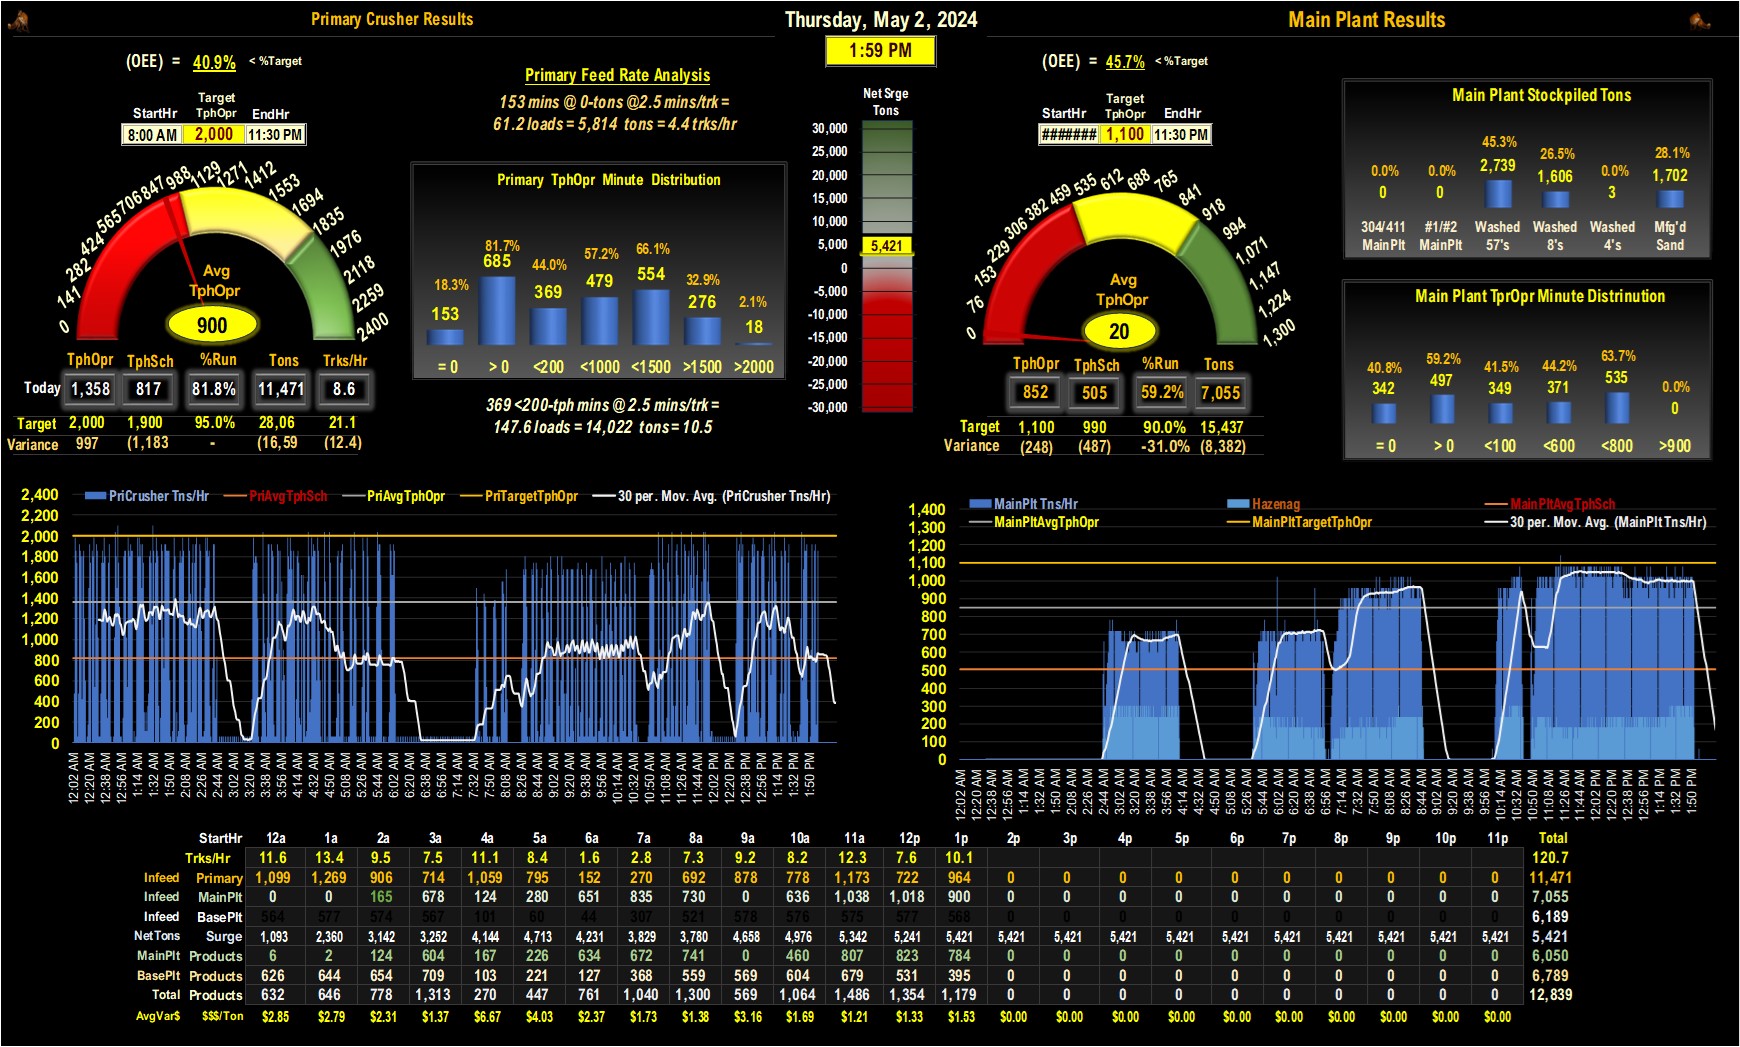 Primary Crusher Results
Thursday, May 2, 2024
Main Plant Results
1:59 PM
(OEE) = 40.9% < %Target
StartHr Target TphOpr EndHr
8:00 AM 2,000 11:30 PM
0 141 282 424 565 706 847 988 1129 1271 1412 1553 1694 1835 1976 2118 2259 2400
Avg
TphOpr
900
TphOpr TphSch %Run Tons Trks/Hr
Today 1,358 817 81.8% 11,471 8.6
Target 2,000 1,900 95.0% 28,06 21.1
Variance 997 (1,183 - (16,59 (12.4)
Primary Feed Rate Analysis
153 mins @ 0-tons @2.5 mins/trk =
61.2 loads = 5,814 tons = 4.4 trks/hr
Primary TphOpr Minute Distribution
18.3% 81.7% 44.0% 57.2% 66.1% 32.9% 2.1%
153 685 369 479 554 276 18
= 0 > 0 <200 <1000 <1500 >1500 >2000
369 <200-tph mins @ 2.5 mins/trk =
147.6 loads = 14,022 tons = 10.5
Net Srge
Tons
30,000
25,000
20,000
15,000
10,000
5,000
5,421
0
-5,000
-10,000
-15,000
-20,000
-25,000
-30,000
(OEE) = 45.7% < %Target
StartHr Target TphOpr EndHr
####### 1,100 11:30 PM
0 76 153 229 306 382 459 535 612 688 765 841 918 994 1,071 1,147 1,224 1,300
Avg
TphOpr
20
TphOpr TphSch %Run Tons
852 505 59.2% 7,055
Target 1,100 990 90.0% 15,437
Variance (248) (487) -31.0% (8,382)
Main Plant Stockpiled Tons
0.0% 0.0% 45.3% 26.5% 0.0% 28.1%
0 0 2,739 1,606 3 1,702
304/411 #1/#2 Washed Washed Washed Mfg'd
MainPlt MainPlt 57's 8's 4's Sand
Main Plant TprOpr Minute Distrinution
40.8% 59.2% 41.5% 44.2% 63.7% 0.0%
342 497 349 371 535 0
= 0 > 0 <100 <600 <800 >900
PriCrusher Tns/Hr PriAvgTphSch PriAvgTphOpr PriTargetTphOpr 30 per. Mov. Avg. (PriCrusher Tns/Hr)
2,400
2,200
2,000
1,800
1,600
1,400
1,200
1,000
800
600
400
200
0
12:02 AM 12:20 AM 12:38 AM 12:56 AM 1:14 AM 1:32 AM 1:50 AM 2:08 AM 2:26 AM 2:44 AM 3:02 AM 3:20 AM 3:38 AM 3:56 AM 4:14 AM 4:32 AM 4:50 AM 5:08 AM 5:26 AM 5:44 AM 6:02 AM 6:20 AM 6:38 AM 6:56 AM 7:14 AM 7:32 AM 7:50 AM 8:08 AM 8:26 AM 8:44 AM 9:02 AM 9:20 AM 9:38 AM 9:56 AM 10:14 AM 10:32 AM 10:50 AM 11:08 AM 11:26 AM 11:44 AM 12:02 PM 12:20 PM 12:38 PM 12:56 PM 1:14 PM 1:32 PM 1:50 PM
MainPlt Tns/Hr Hazenag MainPltAvgTphSch
MainPltAvgTphOpr MainPltTargetTphOpr 30 per. Mov. Avg. (MainPlt Tns/Hr)
1,400
1,300
1,200
1,100
1,000
900
800
700
600
500
400
300
200
100
0
12:02 AM 12:20 AM 12:38 AM 12:56 AM 1:14 AM 1:32 AM 1:50 AM 2:08 AM 2:26 AM 2:44 AM 3:02 AM 3:20 AM 3:38 AM 3:56 AM 4:14 AM 4:32 AM 4:50 AM 5:08 AM 5:26 AM 5:44 AM 6:02 AM 6:20 AM 6:38 AM 6:56 AM 7:14 AM 7:32 AM 7:50 AM 8:08 AM 8:26 AM 8:44 AM 9:02 AM 9:20 AM 9:38 AM 9:56 AM 10:14 AM 10:32 AM 10:50 AM 11:08 AM 11:26 AM 11:44 AM 12:02 PM 12:20 PM 12:38 PM 12:56 PM 1:14 PM 1:32 PM 1:50 PM
StartHr 12a 1a 2a 3a 4a 5a 6a 7a 8a 9a 10a 11a 12p 1p 2p 3p 4p 5p 6p 7p 8p 9p 10p 11p Total
Trks/Hr 11.6 13.4 9.5 7.5 11.1 8.4 1.6 2.8 7.3 9.2 8.2 12.3 7.6 10.1 120.7
Infeed Primary 1,099 1,269 906 714 1,059 795 152 270 692 878 778 1,173 722 964 0 0 0 0 0 0 0 0 0 0 11,471
Infeed MainPlt 0 0 165 678 124 280 651 835 730 0 636 1,038 1,018 900 0 0 0 0 0 0 0 0 0 0 7,055
Infeed BasePlt 564 577 574 567 101 60 44 307 521 578 576 575 577 568 0 0 0 0 0 0 0 0 0 0 6,189
NetTons Surge 1,093 2,360 3,142 3,252 4,144 4,713 4,231 3,829 3,780 4,658 4,976 5,342 5,241 5,421 5,421 5,421 5,421 5,421 5,421 5,421 5,421 5,421 5,421 5,421 5,421
MainPlt Products 6 2 124 604 167 226 634 672 741 0 460 807 823 784 0 0 0 0 0 0 0 0 0 0 6,050
BasePlt Products 626 644 654 709 103 221 127 368 559 569 604 679 531 395 0 0 0 0 0 0 0 0 0 0 6,789
Total Products 632 646 778 1,313 270 447 761 1,040 1,300 569 1,064 1,486 1,354 1,179 0 0 0 0 0 0 0 0 0 0 12,839
AvgVar$ $$$/Ton $2.85 $2.79 $2.31 $1.37 $6.67 $4.03 $2.37 $1.73 $1.38 $3.16 $1.69 $1.21 $1.33 $1.53 $0.00 $0.00 $0.00 $0.00 $0.00 $0.00 $0.00 $0.00 $0.00 $0.00